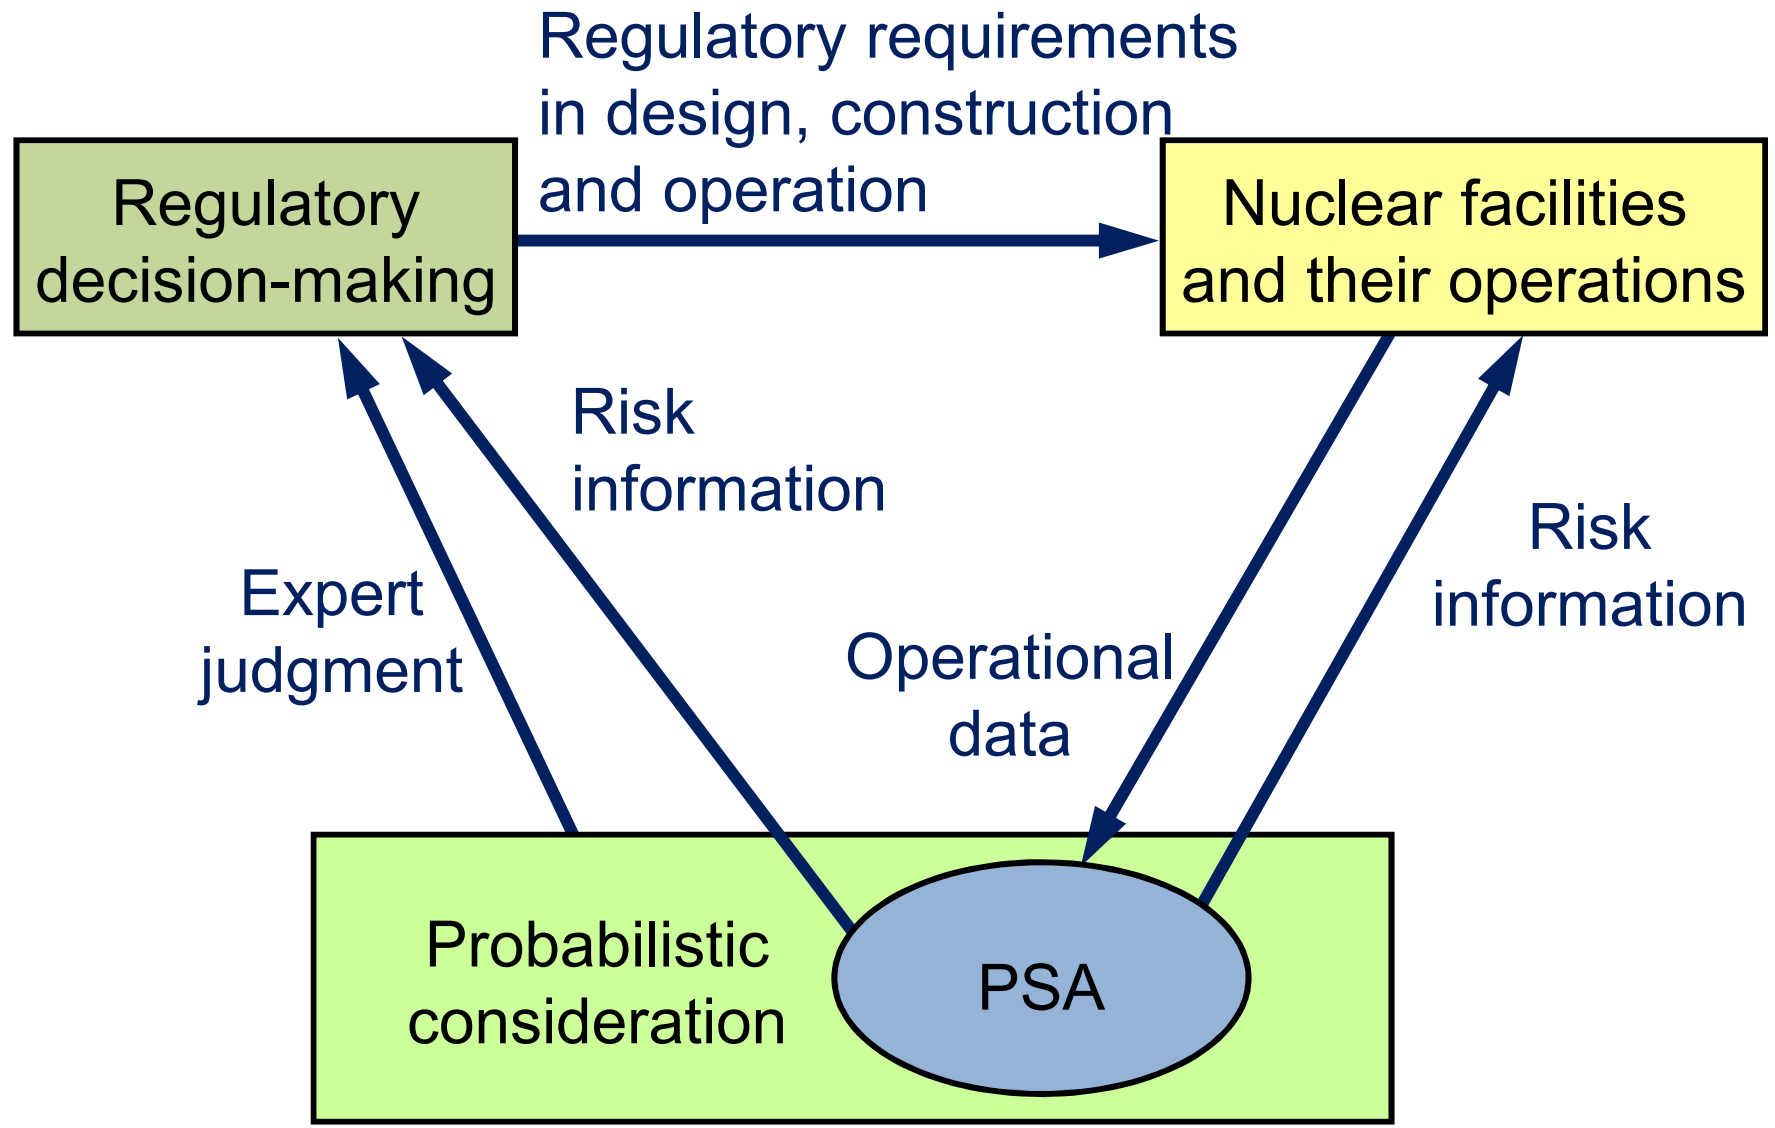 Regulatory requirements
in design, construction
and operation
Regulatory
decision-making
Nuclear facilities
and their operations
Risk
information
Risk
information
Expert
judgment
Operational
data
Probabilistic
consideration
PSA